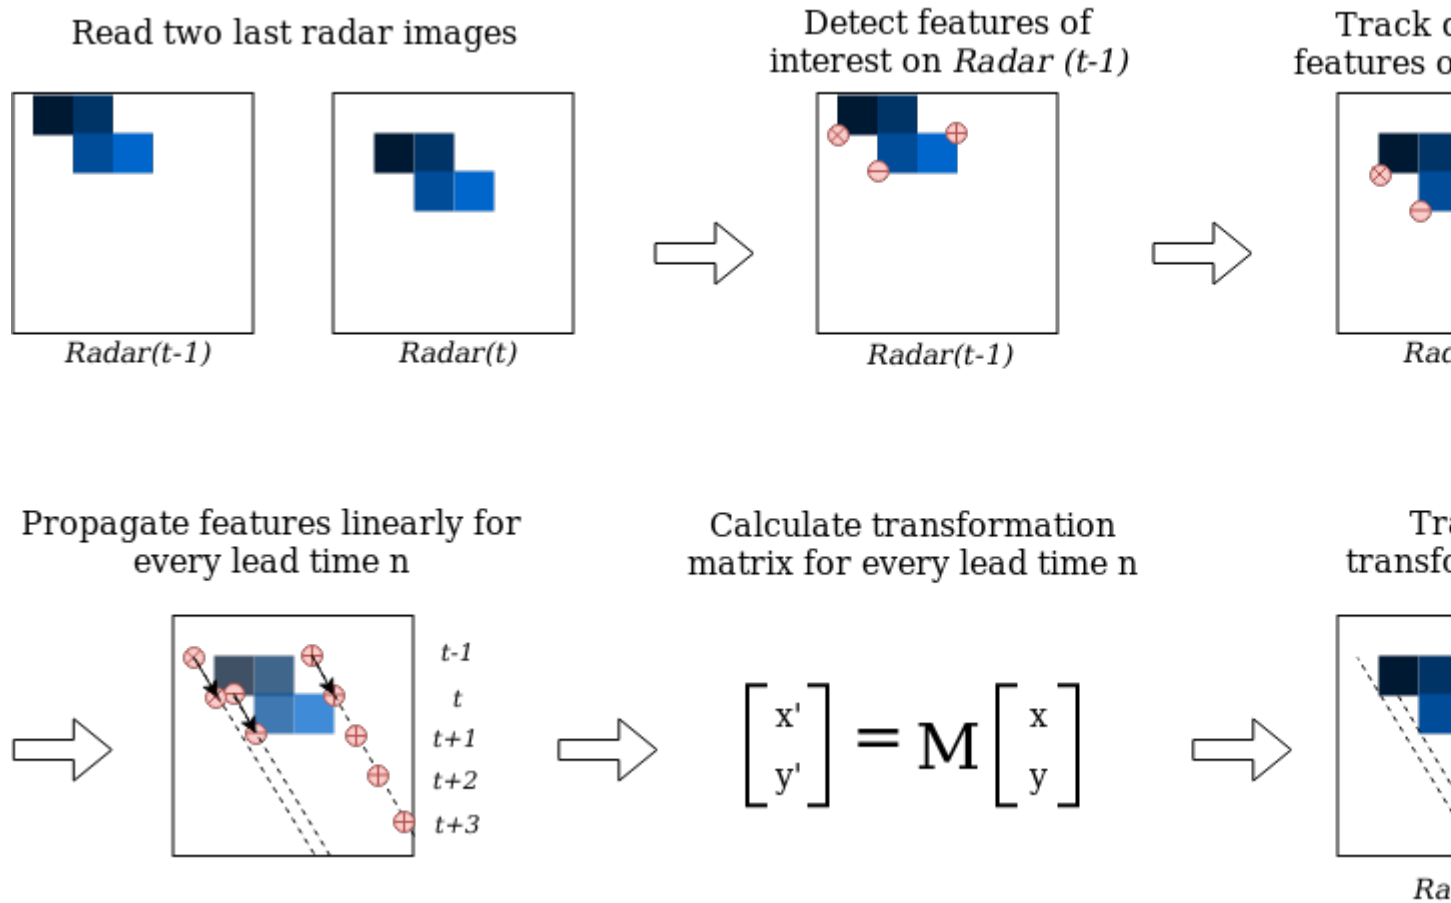 Read two last radar images
Detect features of
interest on Radar (t-1)
Track
features
Radar(t-1)
Radar(t)
Radar(t-1)
Propagate features linearly for
every lead time n
Calculate transformation
matrix for every lead time n
t-1
t
t+1
t+2
t+3
x'
y'
= M
x
y